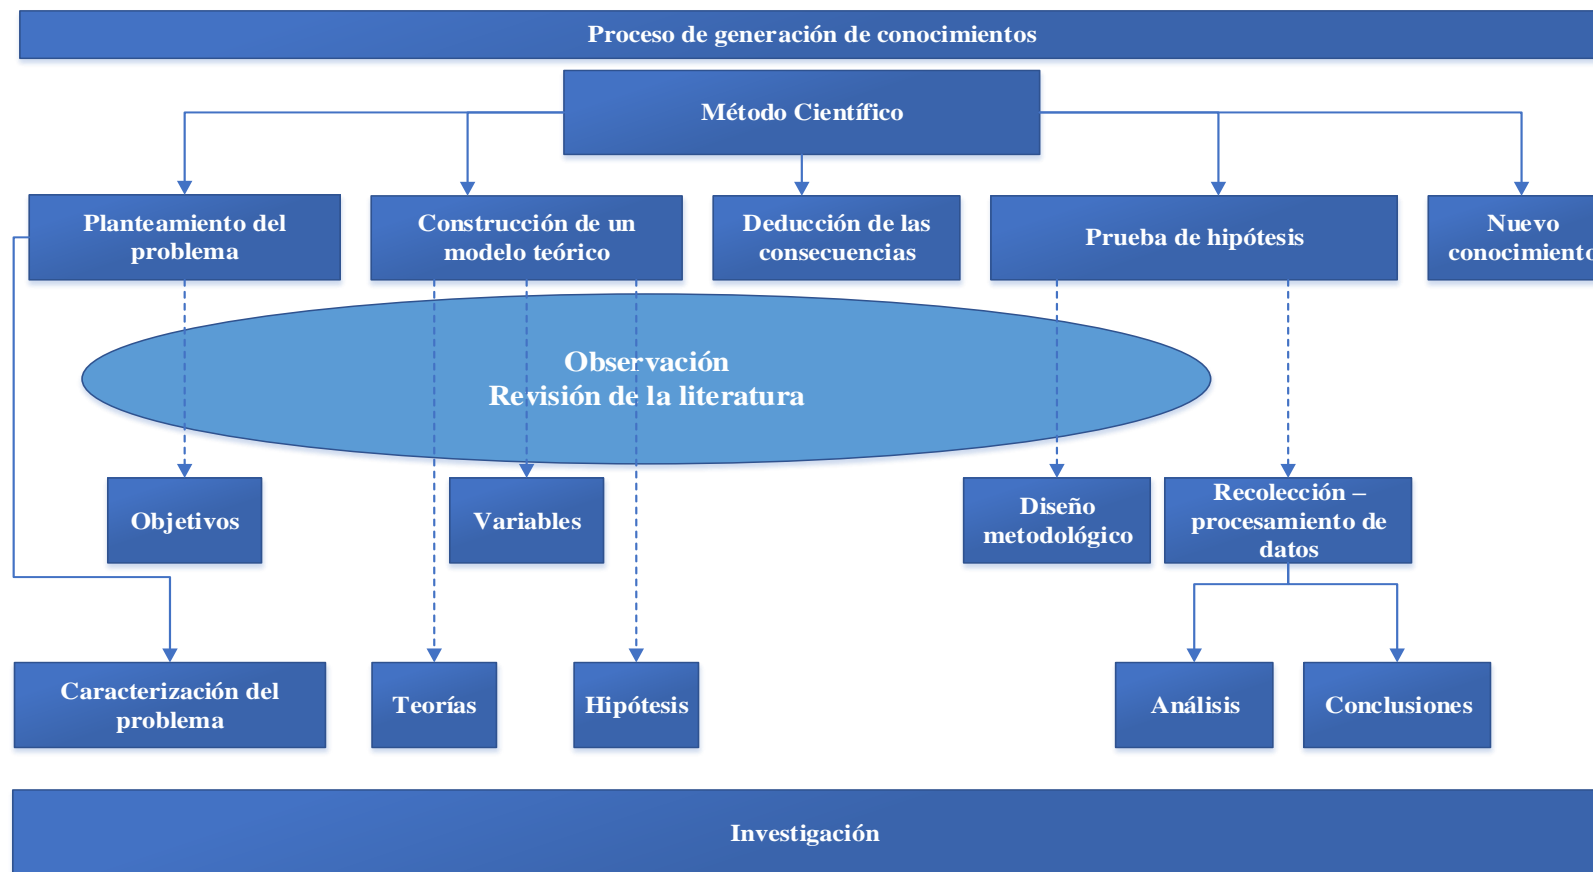 Proceso de generación de conocimientos
Método Científico
Planteamiento del
problema
Construcción de un
modelo teórico
Deducción de las
consecuencias
Prueba de hipótesis
Nuevo
conocimiento
Observación
Revisión de la literatura
Objetivos
Variables
Diseño
metodológico
Recolección –
procesamiento de
datos
Caracterización del
problema
Teorías
Hipótesis
Análisis
Conclusiones
Investigación